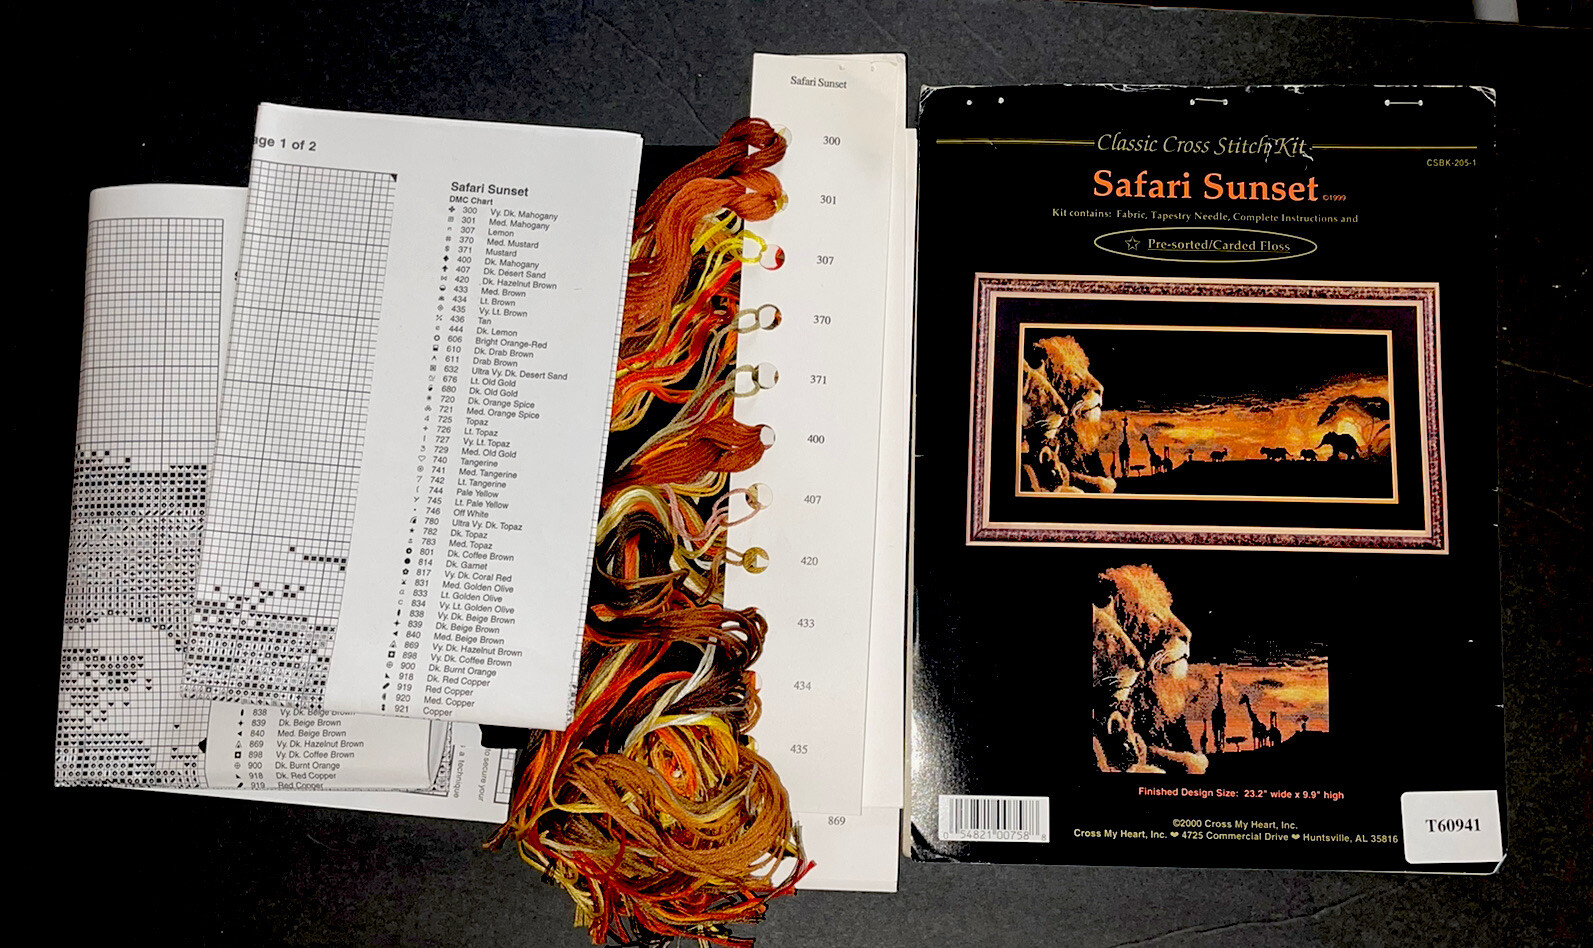 age 1 of 2
Safari Sunset
DMC Chart
300 Vy. Dk. Mahogany
301 Med. Mahogany
307 Lemon
370 Med. Mustard
371 Mustard
400 Dk. Mahogany
407 Dk. Desert Sand
420 Dk. Hazelnut Brown
433 Med. Brown
434 Lt. Brown
435 Vy. Lt. Brown
436 Tan
444 Dk. Lemon
606 Bright Orange-Red
610 Dk. Drab Brown
611 Drab Brown
632 Ultra Vy. Dk. Desert Sand
676 Lt. Old Gold
680 Dk. Old Gold
720 Dk. Orange Spice
721 Med. Orange Spice
725 Topaz
726 Lt. Topaz
727 Vy. Lt. Topaz
729 Med. Old Gold
740 Tangerine
741 Med. Tangerine
742 Lt. Tangerine
744 Pale Yellow
745 Lt. Pale Yellow
746 Off White
780 Ultra Vy. Dk. Topaz
782 Dk. Topaz
783 Med. Topaz
801 Dk. Coffee Brown
814 Dk. Garnet
817 Vy. Dk. Coral Red
831 Med. Golden Olive
833 Lt. Golden Olive
834 Vy. Lt. Golden Olive
838 Vy. Dk. Beige Brown
839 Dk. Beige Brown
840 Med. Beige Brown
869 Vy. Dk. Hazelnut Brown
898 Vy. Dk. Coffee Brown
900 Dk. Burnt Orange
918 Dk. Red Copper
919 Red Copper
920 Med. Copper
921 Copper
838 Vy. Dk. Beige Brown
839 Dk. Beige Brown
840 Med. Beige Brown
869 Vy. Dk. Hazelnut Brown
898 Vy. Dk. Coffee Brown
900 Dk. Burnt Orange
918 Dk. Red Copper
919 Red Copper
a technique
to secure your
Safari Sunset
300
301
307
370
371
400
407
420
433
434
435
869
Classic Cross Stitch Kit
CSBK-205-1
Safari Sunset ©1999
Kit contains: Fabric, Tapestry Needle, Complete Instructions and
☆ Pre-sorted/Carded Floss
Finished Design Size: 23.2" wide x 9.9" high
©2000 Cross My Heart, Inc.
Cross My Heart, Inc. ❤ 4725 Commercial Drive ❤ Huntsville, AL 35816
0 54821 00758 8
T60941